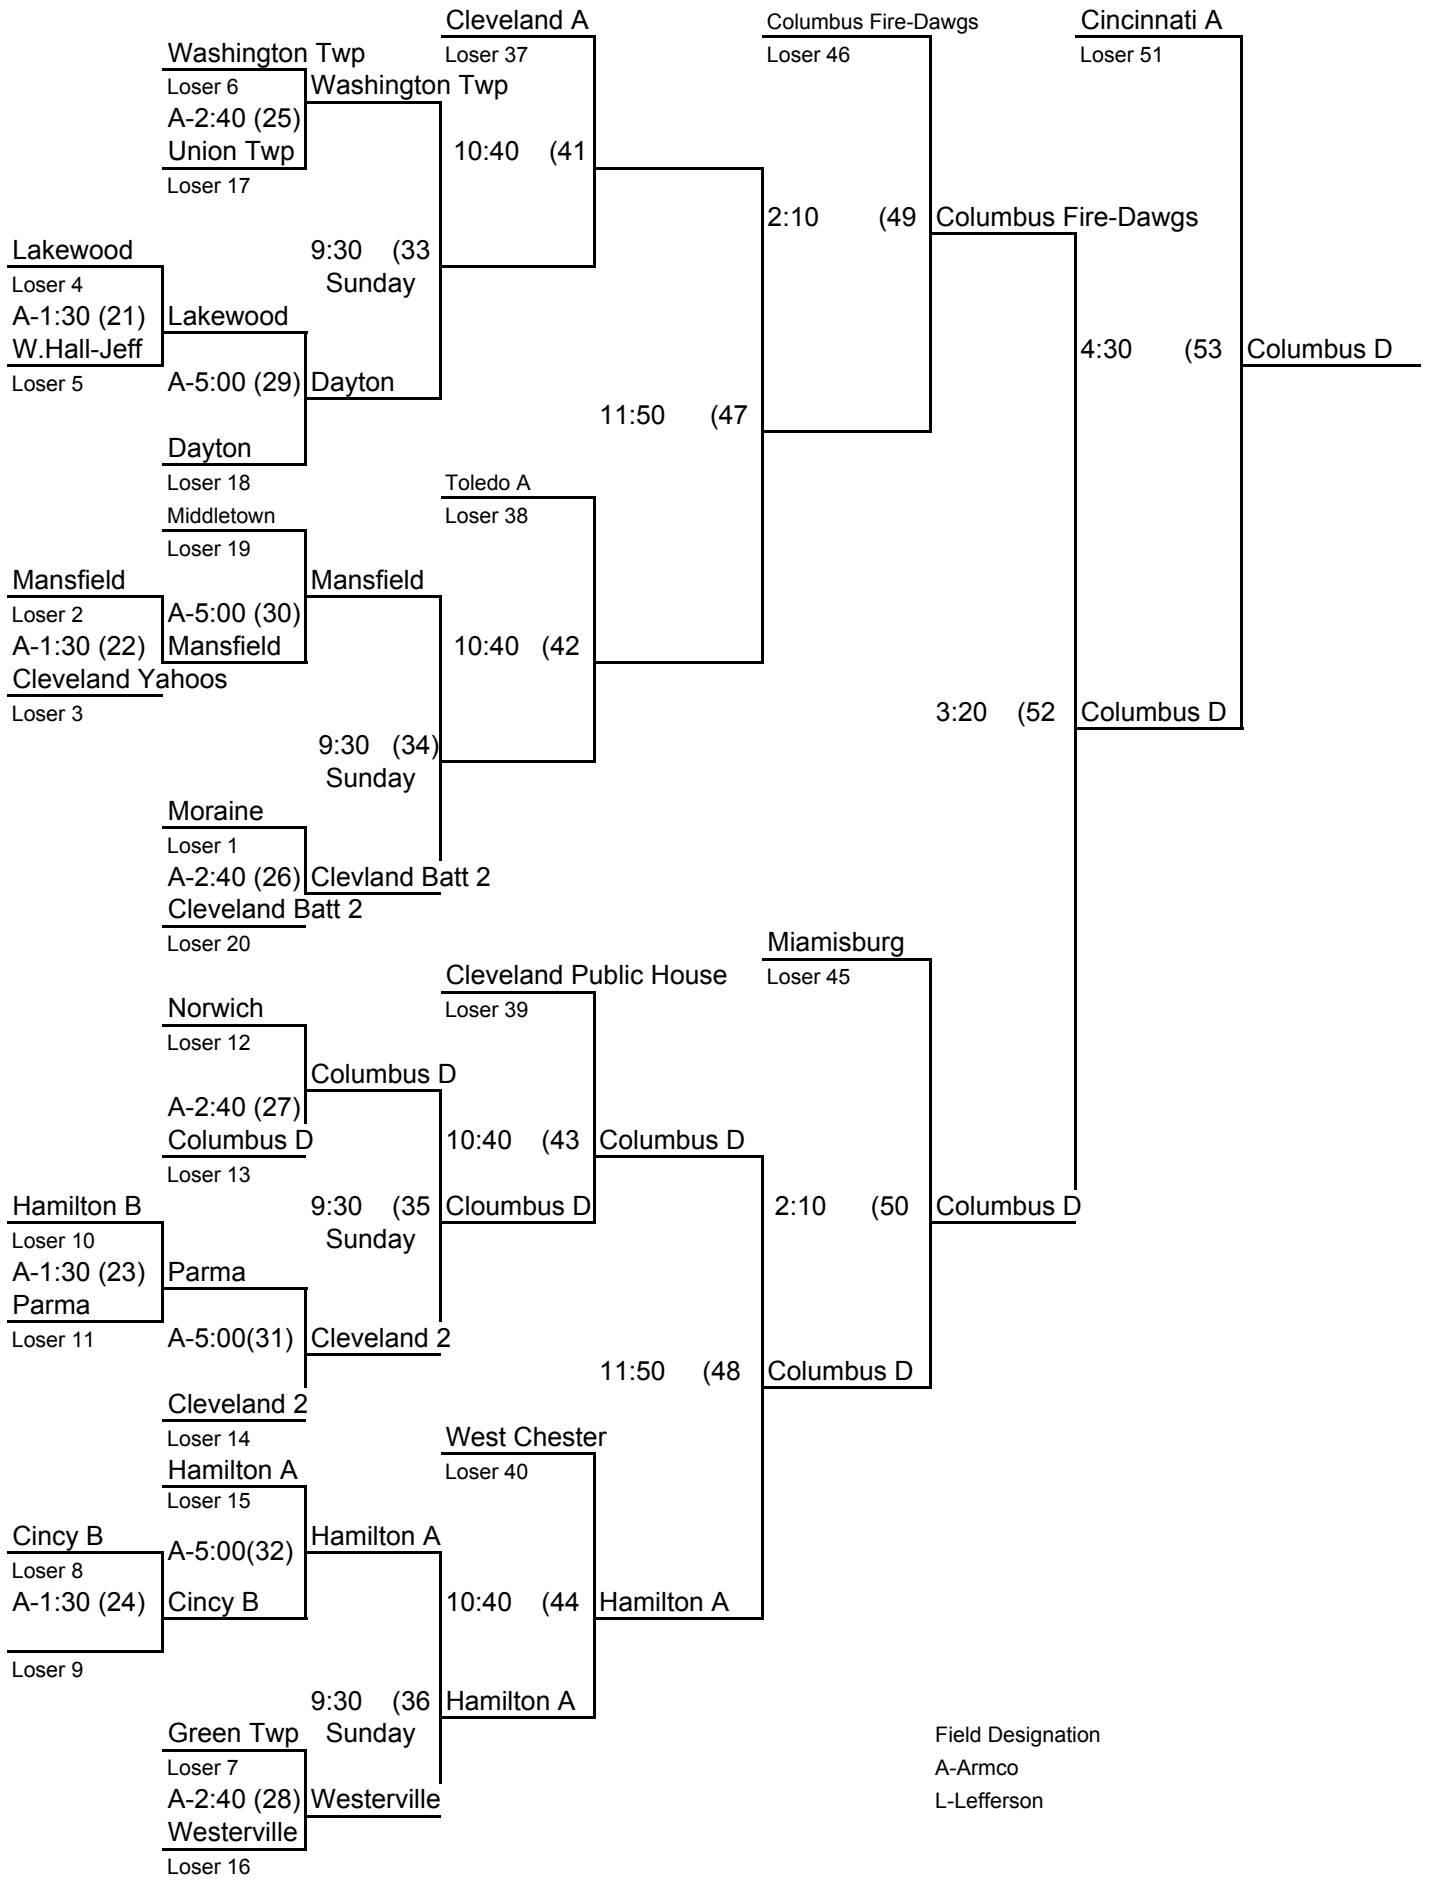 Cleveland A
Columbus Fire-Dawgs
Cincinnati A
Washington Twp
Loser 37
Loser 46
Loser 51
Loser 6
Washington Twp
A-2:40 (25)
Union Twp
10:40 (41
Loser 17
2:10 (49
Columbus Fire-Dawgs
Lakewood
9:30 (33
Loser 4
Sunday
A-1:30 (21)
Lakewood
W.Hall-Jeff
4:30 (53
Columbus D
Loser 5
A-5:00 (29)
Dayton
11:50 (47
Dayton
Loser 18
Toledo A
Middletown
Loser 38
Loser 19
Mansfield
Mansfield
Loser 2
A-5:00 (30)
A-1:30 (22)
Mansfield
10:40 (42
Cleveland Yahoos
Loser 3
3:20 (52
Columbus D
9:30 (34)
Sunday
Moraine
Loser 1
A-2:40 (26)
Clevland Batt 2
Cleveland Batt 2
Loser 20
Miamisburg
Cleveland Public House
Loser 45
Norwich
Loser 39
Loser 12
Columbus D
A-2:40 (27)
Columbus D
10:40 (43
Columbus D
Loser 13
Hamilton B
9:30 (35
Cloumbus D
2:10 (50
Columbus D
Loser 10
Sunday
A-1:30 (23)
Parma
Parma
Loser 11
A-5:00(31)
Cleveland 2
11:50 (48
Columbus D
Cleveland 2
Loser 14
West Chester
Hamilton A
Loser 40
Loser 15
Cincy B
A-5:00(32)
Hamilton A
Loser 8
A-1:30 (24)
Cincy B
10:40 (44
Hamilton A
Loser 9
9:30 (36
Hamilton A
Green Twp
Sunday
Field Designation
Loser 7
A-Armco
A-2:40 (28)
Westerville
L-Lefferson
Westerville
Loser 16